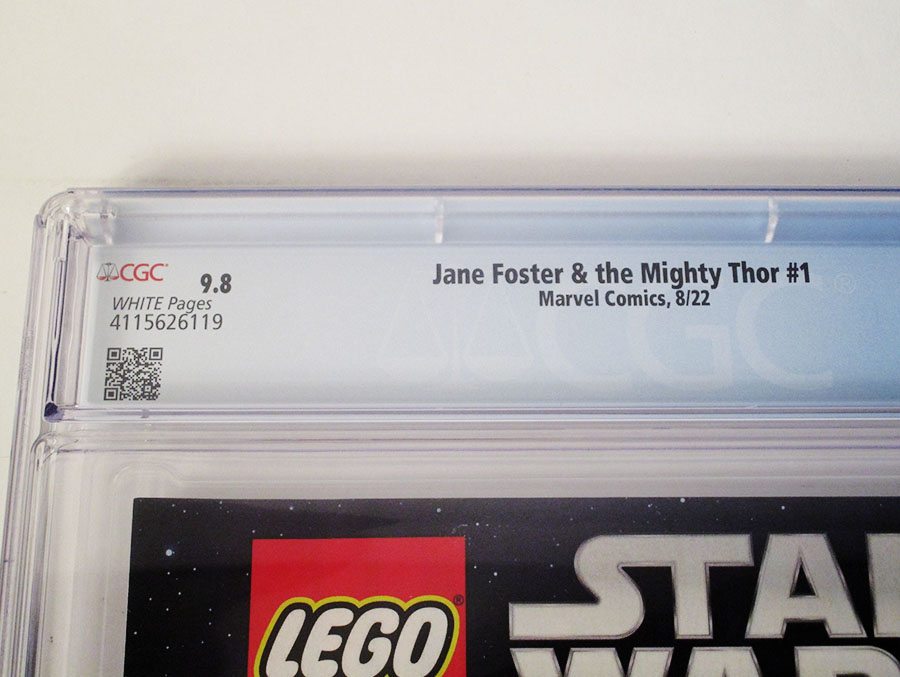 CGC
9.8
WHITE Pages
4115626119
Jane Foster & the Mighty Thor #1
Marvel Comics, 8/22
CGC®
LEGO®
STAR
WAR